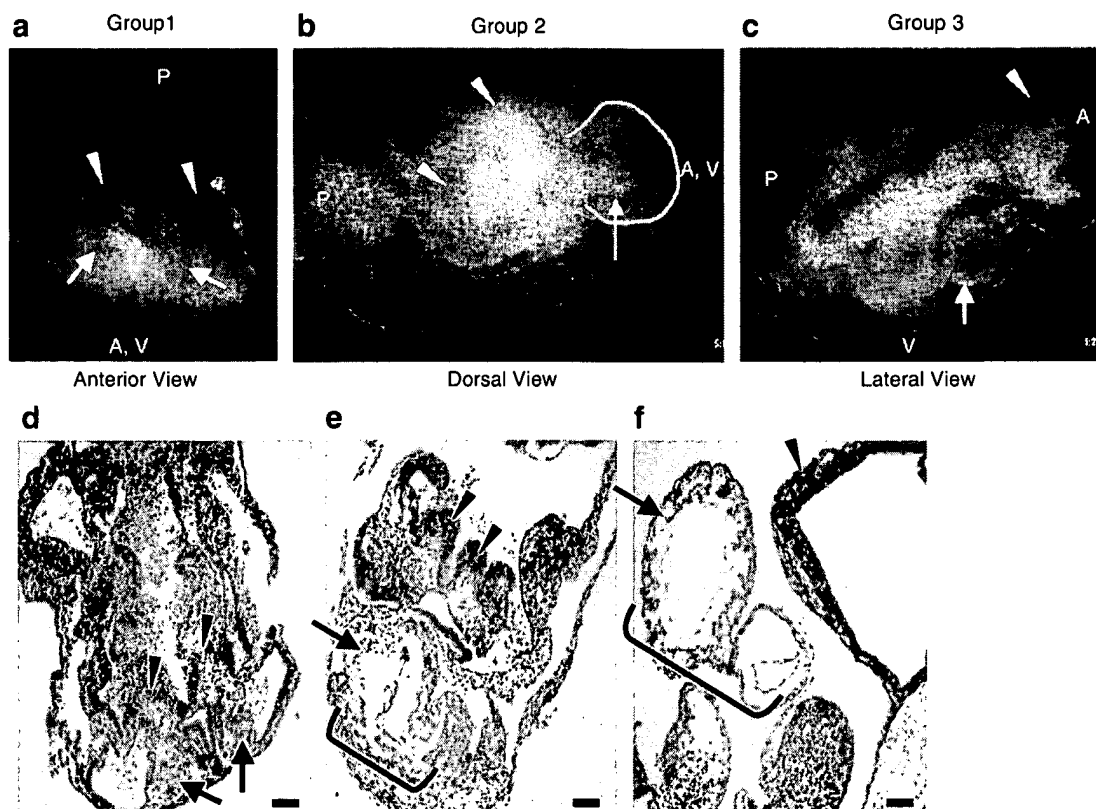 a Group1
b Group 2
c Group 3
P
A, V
P
A, V
P
A
V
Anterior View
Dorsal View
Lateral View
d
e
f